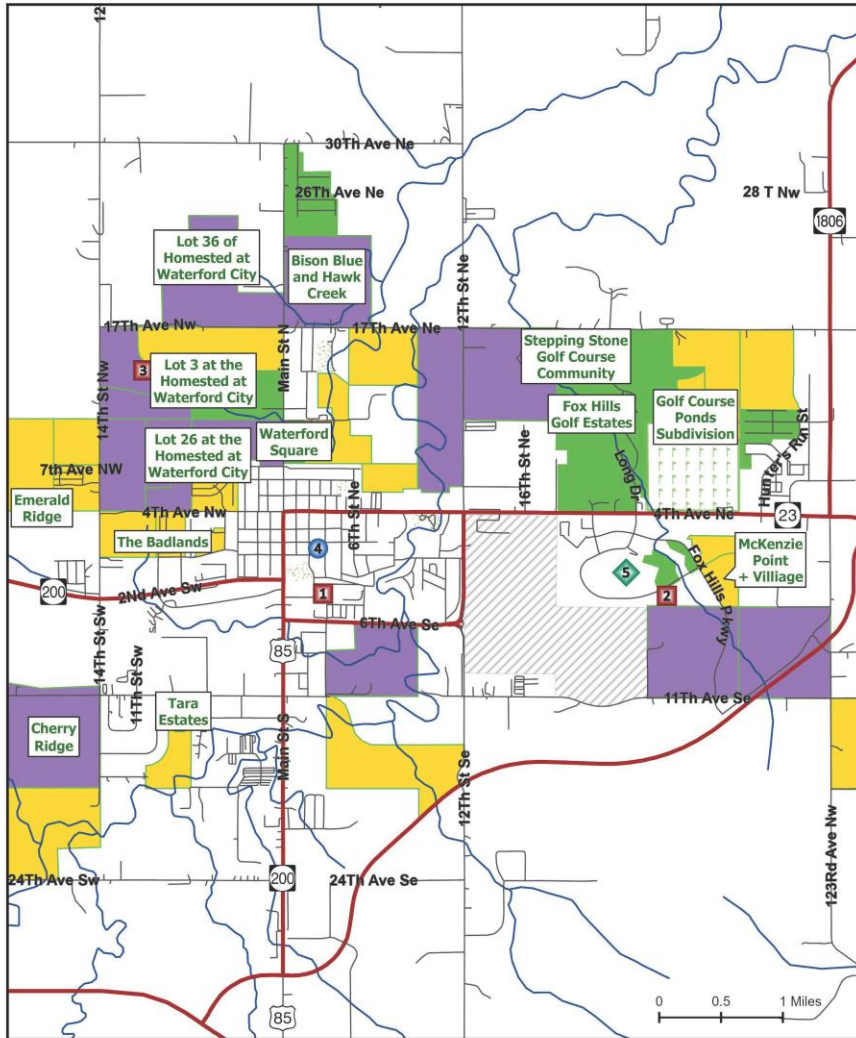 12
30Th Ave Ne
26Th Ave Ne
28 T Nw
1806
Lot 36 of
Homested at
Waterford City
Bison Blue
and Hawk
Creek
12Th St Ne
17Th Ave Nw
Main St N
17Th Ave Ne
Stepping Stone
Golf Course
Community
3
Lot 3 at the
Homested at
Waterford City
14Th St Nw
Fox Hills
Golf Estates
Golf Course
Ponds
Subdivision
Lot 26 at the
Homested at
Waterford City
Waterford
Square
7th Ave NW
16Th St Ne
Long Dr
Hunter's Run St
Emerald
Ridge
4Th Ave Nw
6Th St Ne
4Th Ave Ne
23
The Badlands
4
McKenzie
Point
+ Villiage
5
Fox Hills P kwy
200
2Nd Ave Sw
1
2
6Th Ave Se
85
14Th St Sw
11Th St Sw
11Th Ave Se
Tara
Estates
Cherry
Ridge
Main St S
12Th St Se
24Th Ave Sw
200
24Th Ave Se
123Rd Ave Nw
0 0.5 1 Miles
85